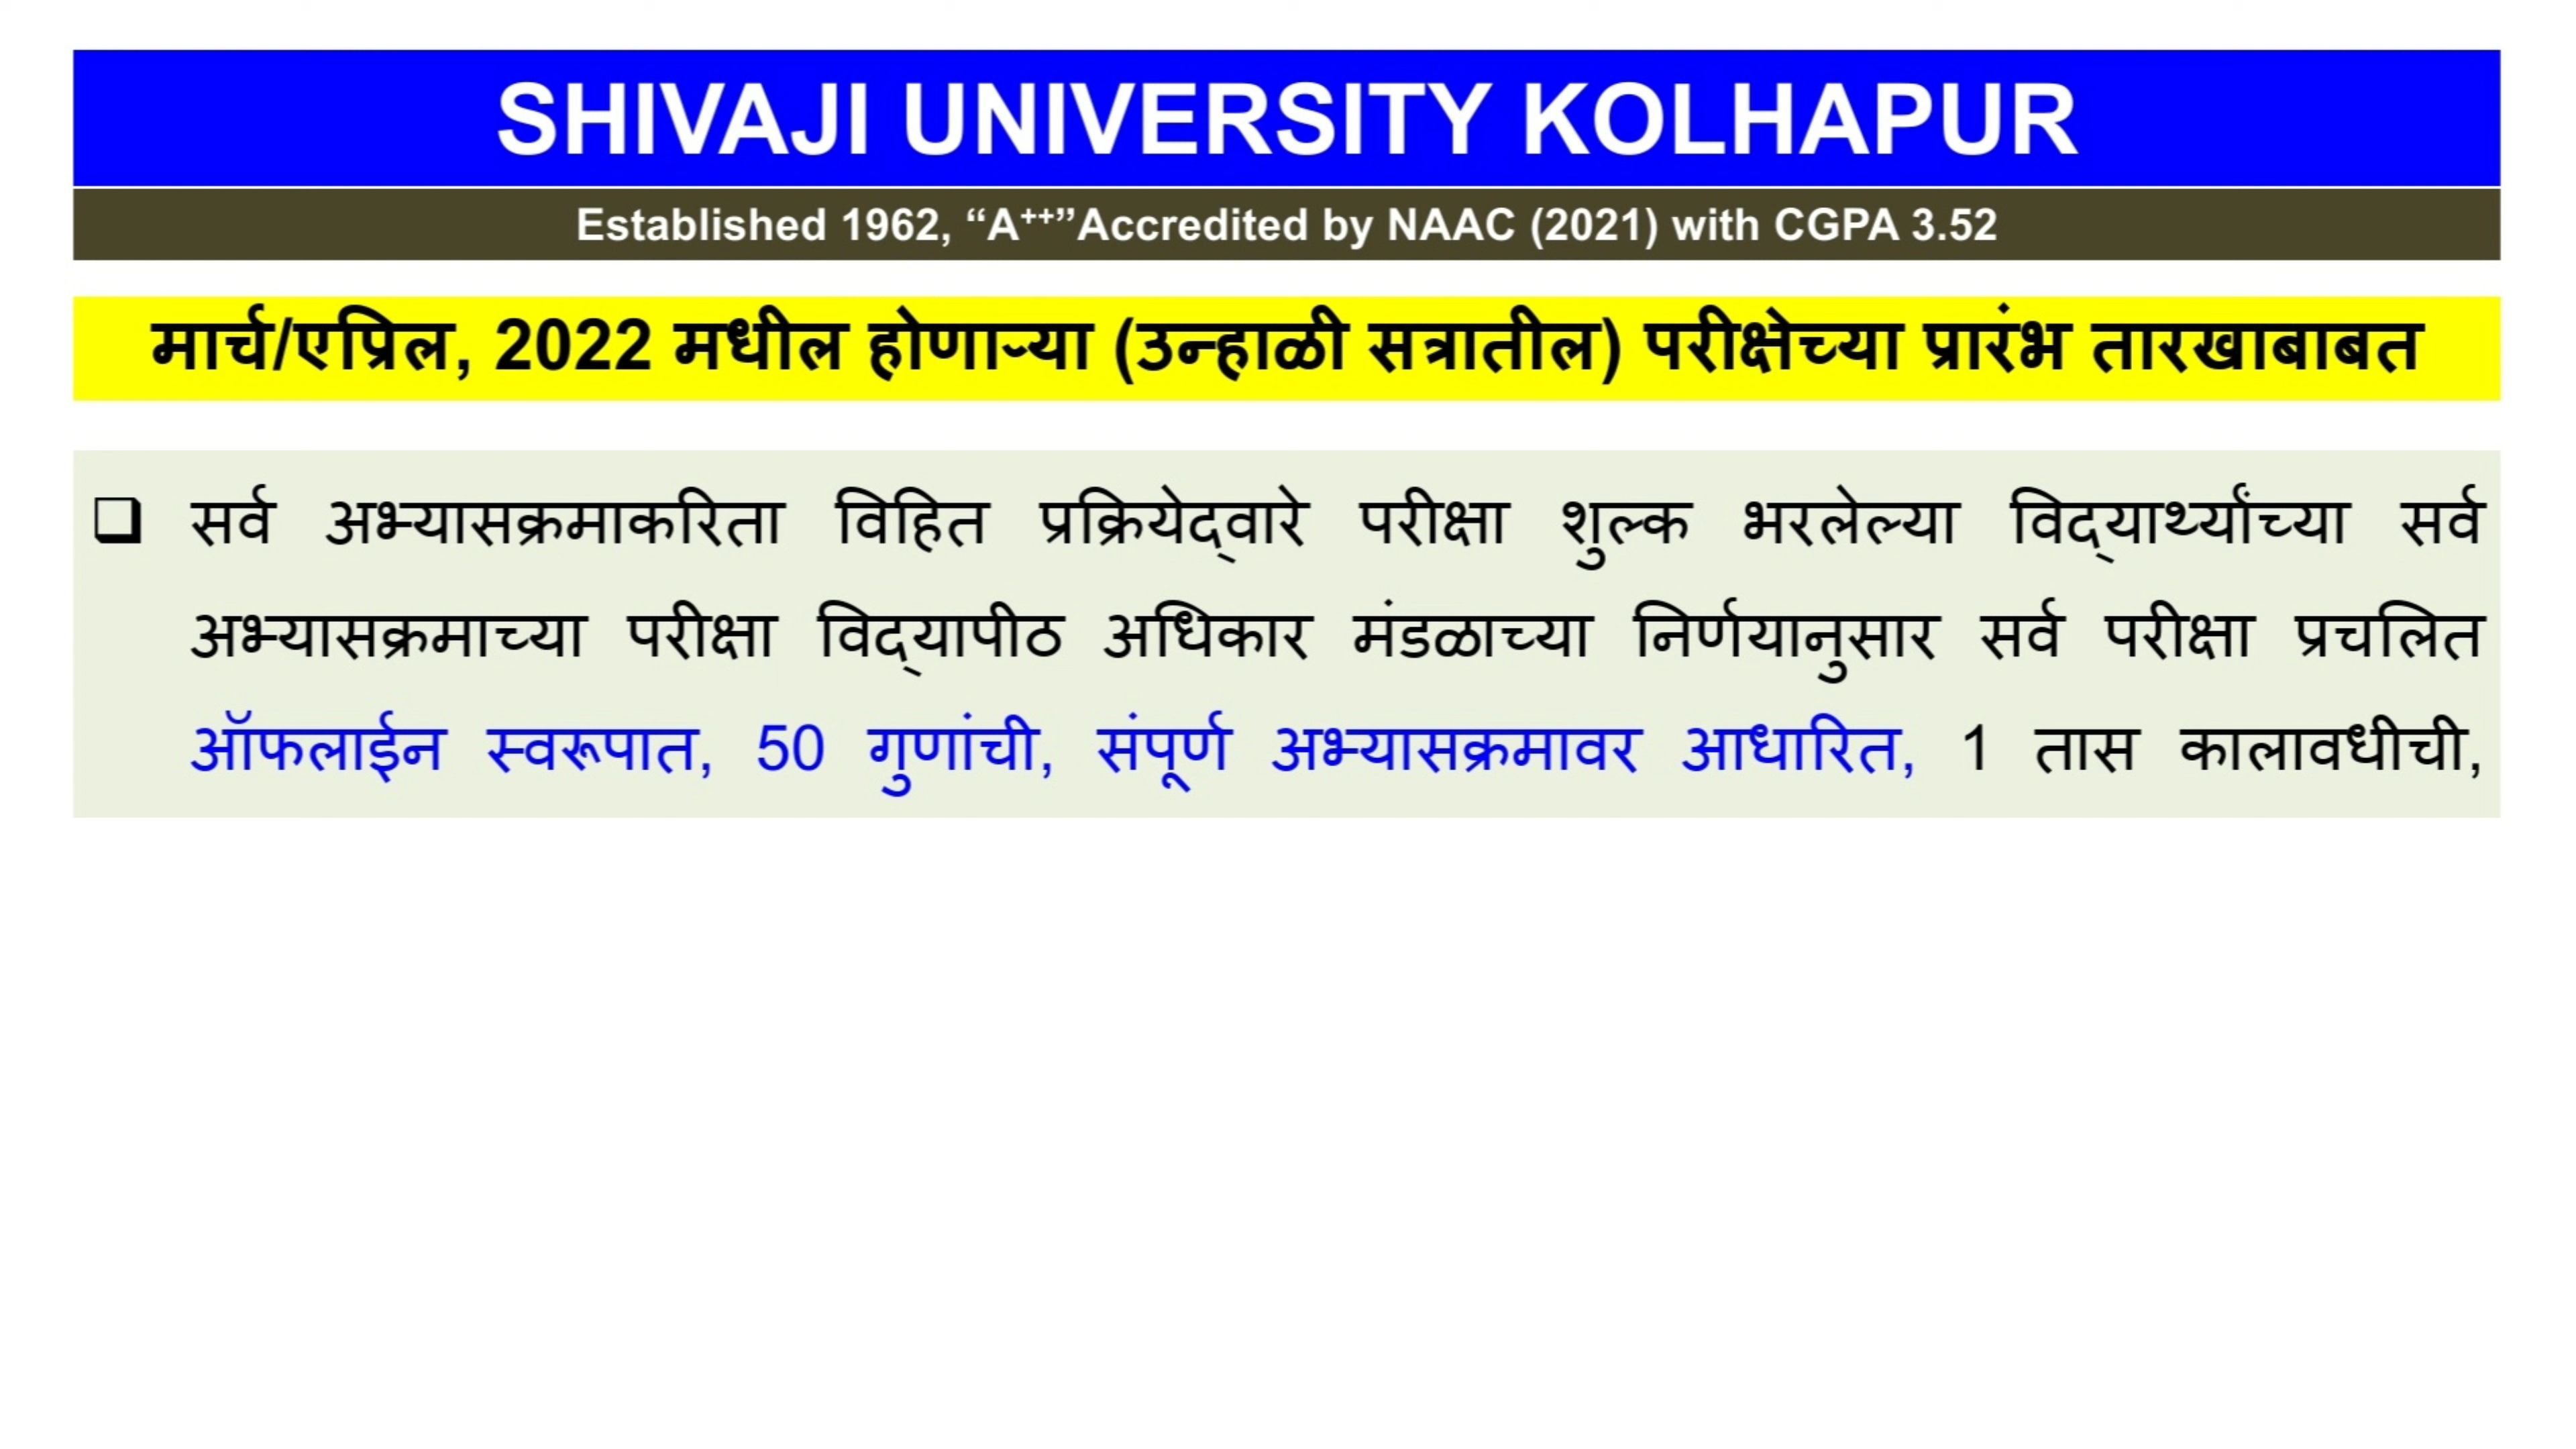 SHIVAJI UNIVERSITY KOLHAPUR
Established 1962, “A++”Accredited by NAAC (2021) with CGPA 3.52
मार्च/एप्रिल, 2022 मधील होणाऱ्या (उन्हाळी सत्रातील) परीक्षेच्या प्रारंभ तारखाबाबत
❑ सर्व अभ्यासक्रमाकरिता विहित प्रक्रियेद्‌वारे परीक्षा शुल्क भरलेल्या विद्‌यार्थ्यांच्या सर्व
अभ्यासक्रमाच्या परीक्षा विद्‌यापीठ अधिकार मंडळाच्या निर्णयानुसार सर्व परीक्षा प्रचलित
ऑफलाईन स्वरूपात, 50 गुणांची, संपूर्ण अभ्यासक्रमावर आधारित, 1 तास कालावधीची,